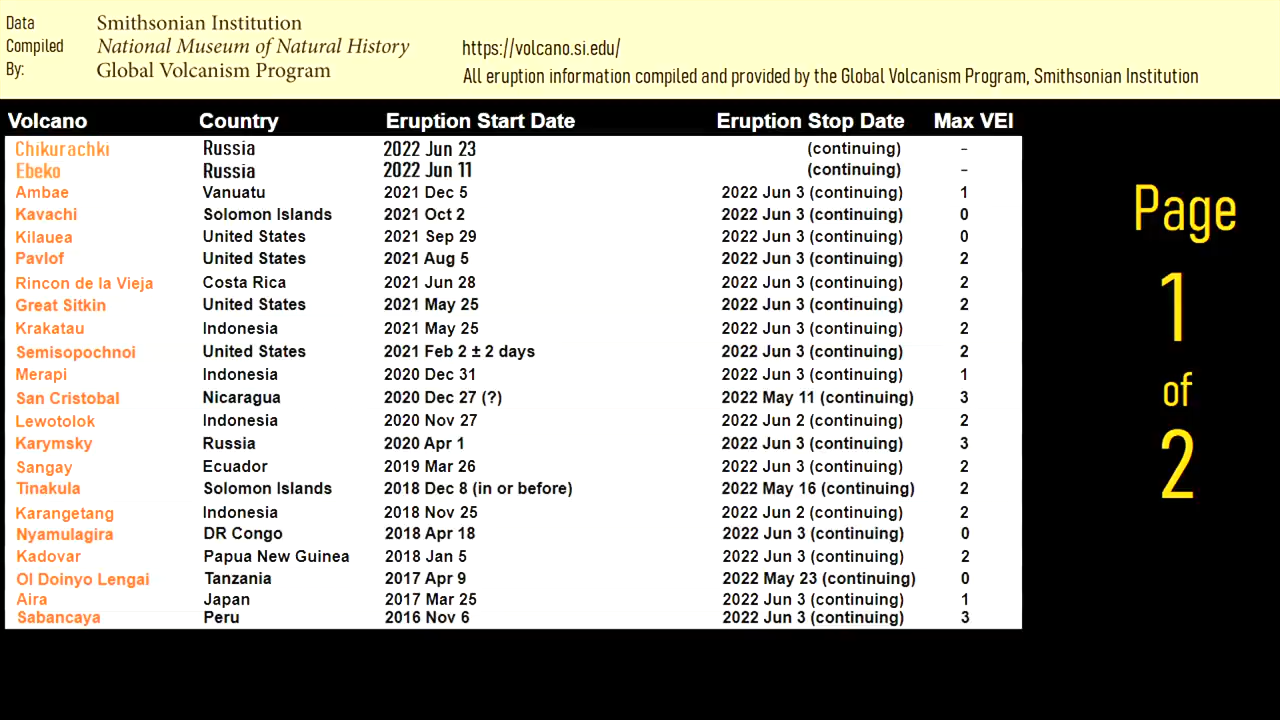 Data
Compiled
By:
Smithsonian Institution
National Museum of Natural History
Global Volcanism Program
https://volcano.si.edu/
All eruption information compiled and provided by the Global Volcanism Program, Smithsonian Institution
Volcano Country Eruption Start Date Eruption Stop Date Max VEI
Chikurachki Russia 2022 Jun 23 (continuing) -
Ebeko Russia 2022 Jun 11 (continuing) -
Ambae Vanuatu 2021 Dec 5 2022 Jun 3 (continuing) 1
Kavachi Solomon Islands 2021 Oct 2 2022 Jun 3 (continuing) 0
Kilauea United States 2021 Sep 29 2022 Jun 3 (continuing) 0
Pavlof United States 2021 Aug 5 2022 Jun 3 (continuing) 2
Rincon de la Vieja Costa Rica 2021 Jun 28 2022 Jun 3 (continuing) 2
Great Sitkin United States 2021 May 25 2022 Jun 3 (continuing) 2
Krakatau Indonesia 2021 May 25 2022 Jun 3 (continuing) 2
Semisopochnoi United States 2021 Feb 2 ± 2 days 2022 Jun 3 (continuing) 2
Merapi Indonesia 2020 Dec 31 2022 Jun 3 (continuing) 1
San Cristobal Nicaragua 2020 Dec 27 (?) 2022 May 11 (continuing) 3
Lewotolok Indonesia 2020 Nov 27 2022 Jun 2 (continuing) 2
Karymsky Russia 2020 Apr 1 2022 Jun 3 (continuing) 3
Sangay Ecuador 2019 Mar 26 2022 Jun 3 (continuing) 2
Tinakula Solomon Islands 2018 Dec 8 (in or before) 2022 May 16 (continuing) 2
Karangetang Indonesia 2018 Nov 25 2022 Jun 2 (continuing) 2
Nyamulagira DR Congo 2018 Apr 18 2022 Jun 3 (continuing) 0
Kadovar Papua New Guinea 2018 Jan 5 2022 Jun 3 (continuing) 2
Ol Doinyo Lengai Tanzania 2017 Apr 9 2022 May 23 (continuing) 0
Aira Japan 2017 Mar 25 2022 Jun 3 (continuing) 1
Sabancaya Peru 2016 Nov 6 2022 Jun 3 (continuing) 3
Page
1
of
2